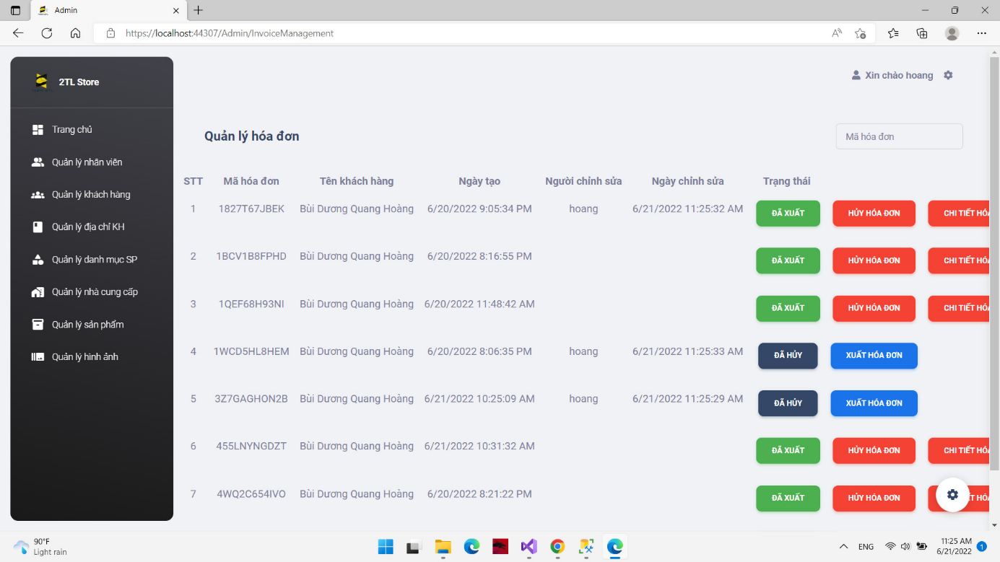 Admin
https://localhost:44307/Admin/InvoiceManagement
2TL Store
Xin chào hoang
Trang chủ
Quản lý nhân viên
Quản lý khách hàng
Quản lý địa chỉ KH
Quản lý danh mục SP
Quản lý nhà cung cấp
Quản lý sản phẩm
Quản lý hình ảnh
Quản lý hóa đơn
Mã hóa đơn
STT Mã hóa đơn Tên khách hàng Ngày tạo Người chỉnh sửa Ngày chỉnh sửa Trạng thái
1 1827T67JBEK Bùi Dương Quang Hoàng 6/20/2022 9:05:34 PM hoang 6/21/2022 11:25:32 AM ĐÃ XUẤT HỦY HÓA ĐƠN CHI TIẾT HÓA
2 1BCV1B8FPHD Bùi Dương Quang Hoàng 6/20/2022 8:16:55 PM ĐÃ XUẤT HỦY HÓA ĐƠN CHI TIẾT HÓA
3 1QEF68H93NI Bùi Dương Quang Hoàng 6/20/2022 11:48:42 AM ĐÃ XUẤT HỦY HÓA ĐƠN CHI TIẾT HÓA
4 1WCD5HL8HEM Bùi Dương Quang Hoàng 6/20/2022 8:06:35 PM hoang 6/21/2022 11:25:33 AM ĐÃ HỦY XUẤT HÓA ĐƠN
5 3Z7GAGHON2B Bùi Dương Quang Hoàng 6/21/2022 10:25:09 AM hoang 6/21/2022 11:25:29 AM ĐÃ HỦY XUẤT HÓA ĐƠN
6 455LNYNGDZT Bùi Dương Quang Hoàng 6/21/2022 10:31:32 AM ĐÃ XUẤT HỦY HÓA ĐƠN CHI TIẾT HÓA
7 4WQ2C654IVO Bùi Dương Quang Hoàng 6/20/2022 8:21:22 PM ĐÃ XUẤT HỦY HÓA ĐƠN
90°F
Light rain
ENG
11:25 AM
6/21/2022
1